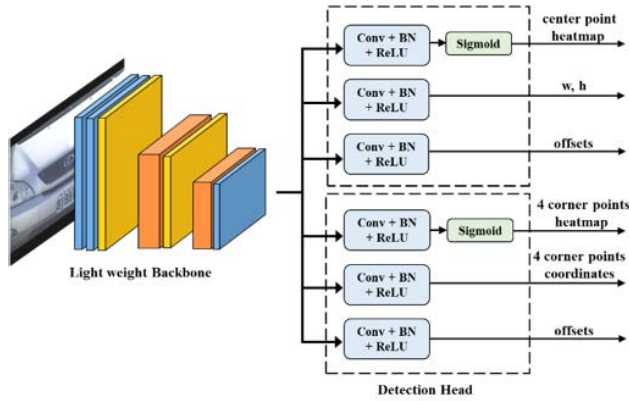 center point
heatmap
Conv + BN
+ ReLU
Sigmoid
Conv + BN
+ ReLU
w, h
Conv + BN
+ ReLU
offsets
Conv + BN
+ ReLU
Sigmoid
4 corner points
heatmap
Conv + BN
+ ReLU
4 corner points
coordinates
Conv + BN
+ ReLU
offsets
Light weight Backbone
Detection Head